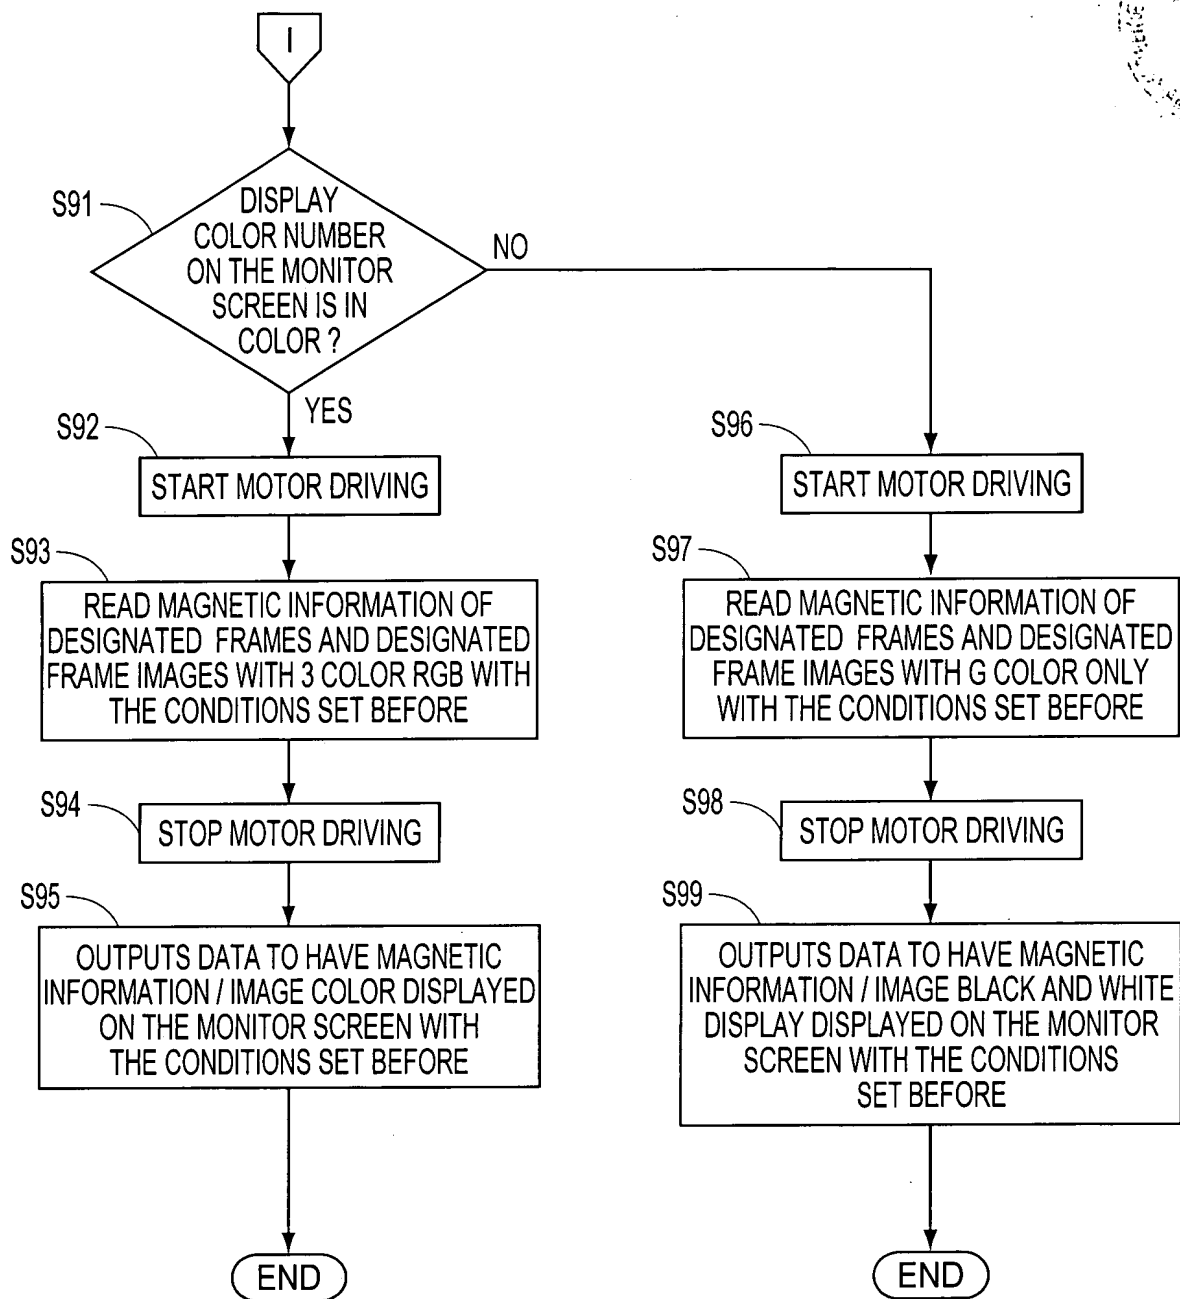 I
S91
DISPLAY
COLOR NUMBER
ON THE MONITOR
SCREEN IS IN
COLOR ?
NO
YES
S92
START MOTOR DRIVING
S93
READ MAGNETIC INFORMATION OF
DESIGNATED FRAMES AND DESIGNATED
FRAME IMAGES WITH 3 COLOR RGB WITH
THE CONDITIONS SET BEFORE
S94
STOP MOTOR DRIVING
S95
OUTPUTS DATA TO HAVE MAGNETIC
INFORMATION / IMAGE COLOR DISPLAYED
ON THE MONITOR SCREEN WITH
THE CONDITIONS SET BEFORE
END
S96
START MOTOR DRIVING
S97
READ MAGNETIC INFORMATION OF
DESIGNATED FRAMES AND DESIGNATED
FRAME IMAGES WITH G COLOR ONLY
WITH THE CONDITIONS SET BEFORE
S98
STOP MOTOR DRIVING
S99
OUTPUTS DATA TO HAVE MAGNETIC
INFORMATION / IMAGE BLACK AND WHITE
DISPLAY DISPLAYED ON THE MONITOR
SCREEN WITH THE CONDITIONS
SET BEFORE
END